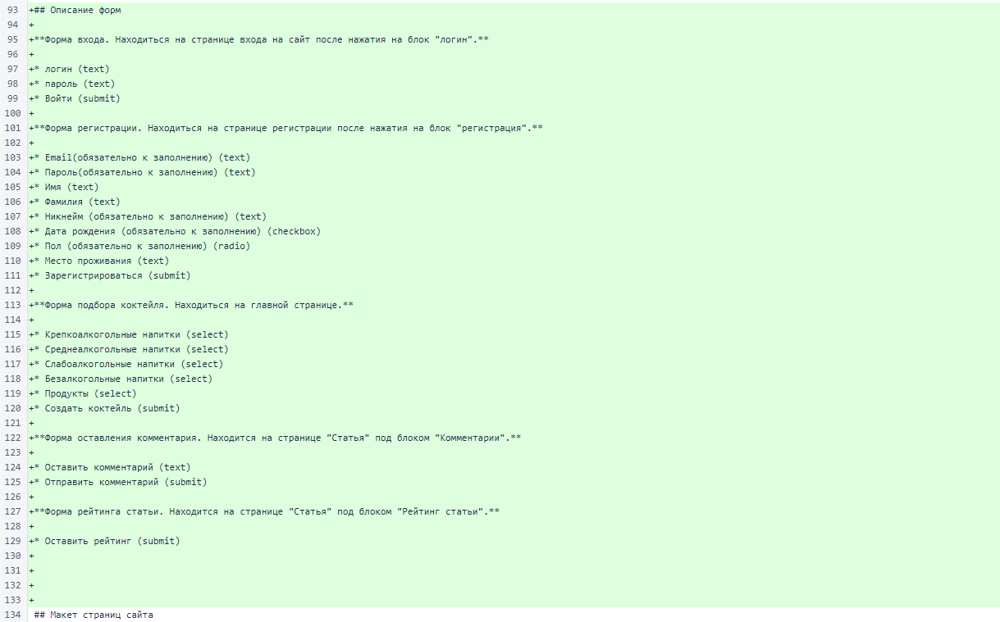 93 +## Описание форм
94 +
95 +**Форма входа. Находиться на странице входа на сайт после нажатия на блок "логин".**
96 +
97 +* логин (text)
98 +* пароль (text)
99 +* Войти (submit)
100 +
101 +**Форма регистрации. Находиться на странице регистрации после нажатия на блок "регистрация".**
102 +
103 +* Email(обязательно к заполнению) (text)
104 +* Пароль(обязательно к заполнению) (text)
105 +* Имя (text)
106 +* Фамилия (text)
107 +* Никнейм (обязательно к заполнению) (text)
108 +* Дата рождения (обязательно к заполнению) (checkbox)
109 +* Пол (обязательно к заполнению) (radio)
110 +* Место проживания (text)
111 +* Зарегистрироваться (submit)
112 +
113 +**Форма подбора коктейля. Находиться на главной странице.**
114 +
115 +* Крепкоалкогольные напитки (select)
116 +* Среднеалкогольные напитки (select)
117 +* Слабоалкогольные напитки (select)
118 +* Безалкогольные напитки (select)
119 +* Продукты (select)
120 +* Создать коктейль (submit)
121 +
122 +**Форма оставления комментария. Находится на странице "Статья" под блоком "Комментарии".**
123 +
124 +* Оставить комментарий (text)
125 +* Отправить комментарий (submit)
126 +
127 +**Форма рейтинга статьи. Находится на странице "Статья" под блоком "Рейтинг статьи".**
128 +
129 +* Оставить рейтинг (submit)
130 +
131 +
132 +
133 +
134 ## Макет страниц сайта